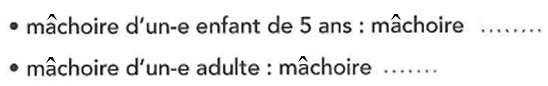 • mâchoire d'un-e enfant de 5 ans : mâchoire ........
• mâchoire d'un-e adulte : mâchoire .......